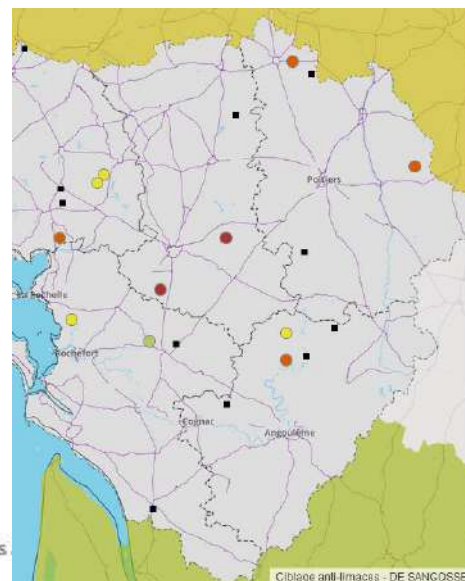 Poitiers
La Rochelle
Rochefort
Cognac
Angoulême
s
Ciblage anti-limaces - DE SANGOSSE